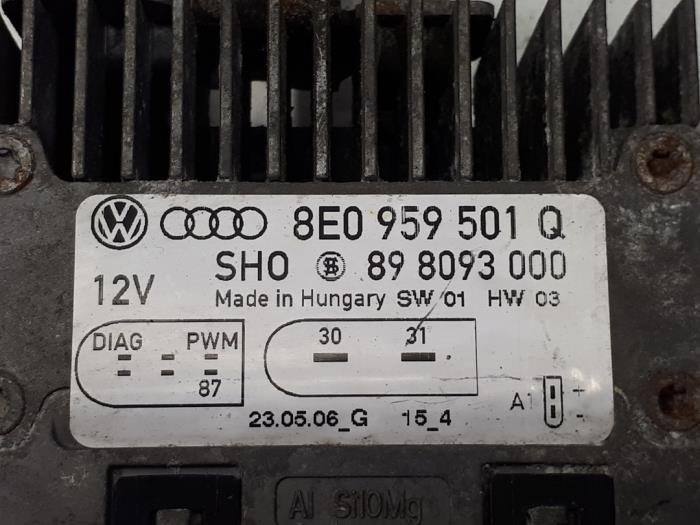 8E0 959 501 Q
SHO 89 8093 000
12V
Made in Hungary SW 01 HW 03
DIAG PWM
30 31
87
A1 + -
23.05.06_G 15_4
Al Si10Mg